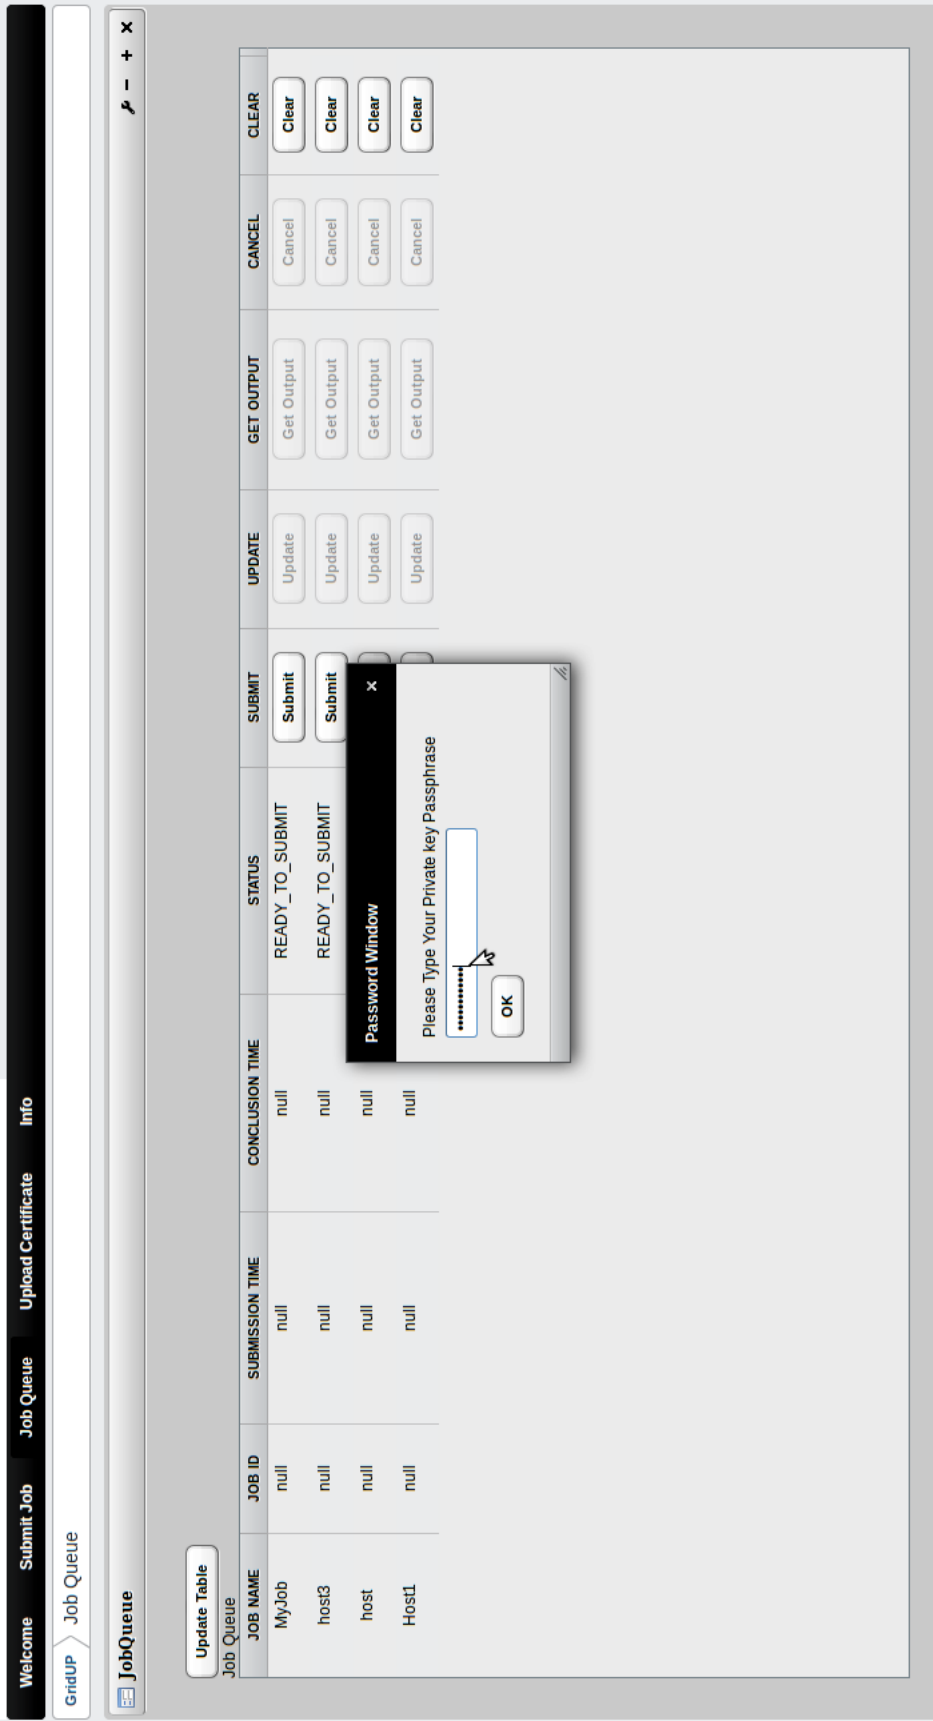 Welcome Submit Job Job Queue Upload Certificate Info
GridUP Job Queue
JobQueue
Update Table
Job Queue
JOB NAME JOB ID SUBMISSION TIME CONCLUSION TIME STATUS SUBMIT UPDATE GET OUTPUT CANCEL CLEAR
MyJob null null null READY_TO_SUBMIT Submit Update Get Output Cancel Clear
host3 null null null READY_TO_SUBMIT Submit Update Get Output Cancel Clear
host null null null Update Get Output Cancel Clear
Host1 null null null Update Get Output Cancel Clear
Password Window
Please Type Your Private key Passphrase
OK